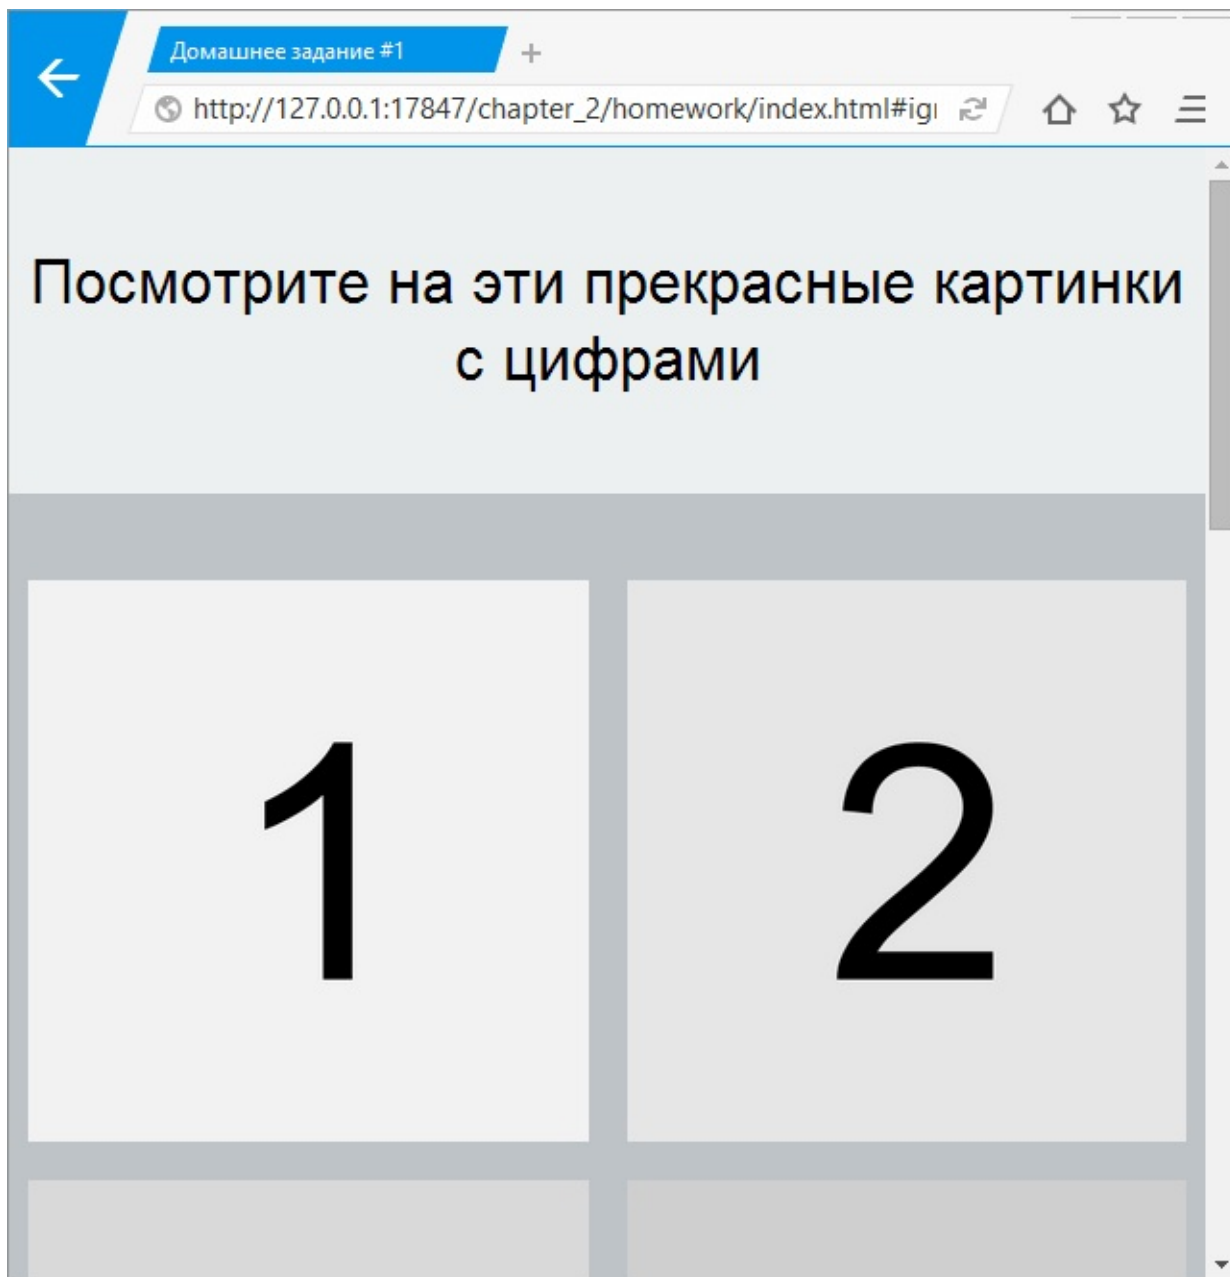 Домашнее задание #1
http://127.0.0.1:17847/chapter_2/homework/index.html#ig
Посмотрите на эти прекрасные картинки
с цифрами
1
2